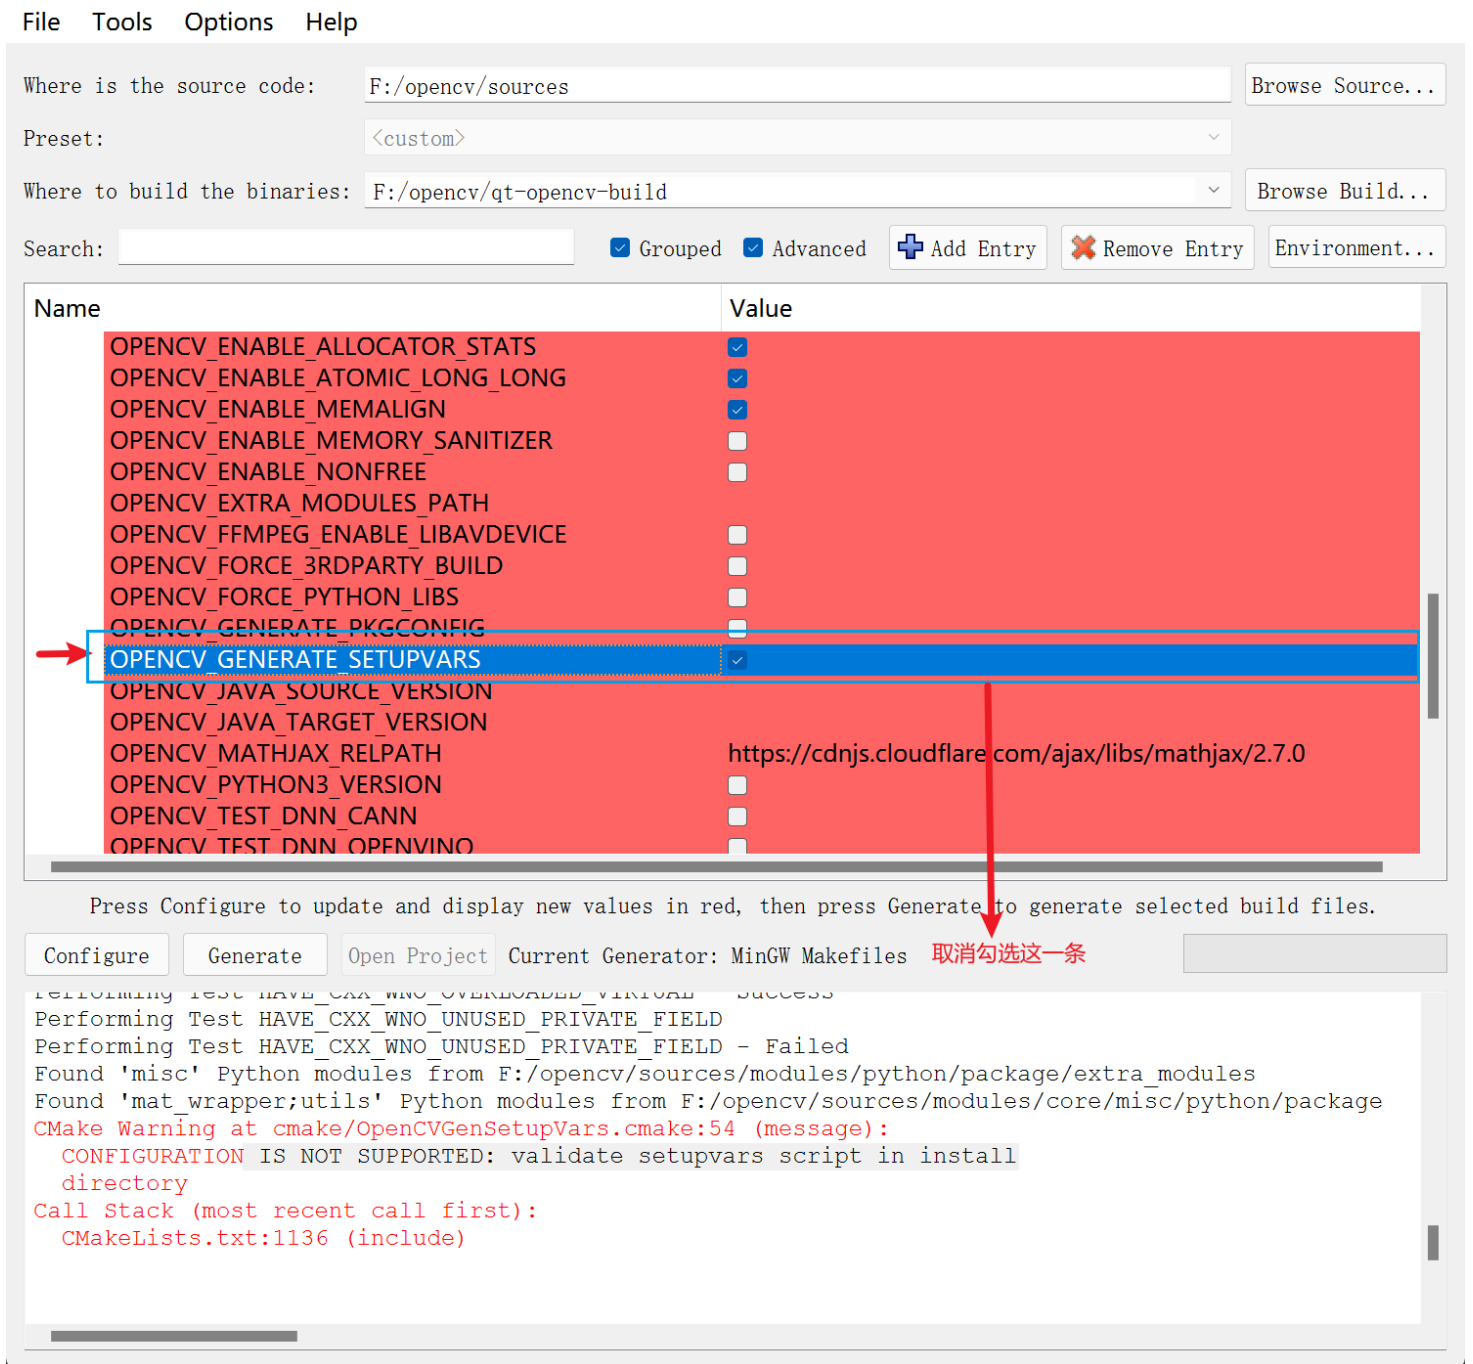 File Tools Options Help
Where is the source code: F:/opencv/sources Browse Source...
Preset: <custom>
Where to build the binaries: F:/opencv/qt-opencv-build Browse Build...
Search: Grouped Advanced Add Entry Remove Entry Environment...
Name Value
OPENCV_ENABLE_ALLOCATOR_STATS
OPENCV_ENABLE_ATOMIC_LONG_LONG
OPENCV_ENABLE_MEMALIGN
OPENCV_ENABLE_MEMORY_SANITIZER
OPENCV_ENABLE_NONFREE
OPENCV_EXTRA_MODULES_PATH
OPENCV_FFMPEG_ENABLE_LIBAVDEVICE
OPENCV_FORCE_3RDPARTY_BUILD
OPENCV_FORCE_PYTHON_LIBS
OPENCV_GENERATE_PKGCONFIG
OPENCV_GENERATE_SETUPVARS
OPENCV_JAVA_SOURCE_VERSION
OPENCV_JAVA_TARGET_VERSION
OPENCV_MATHJAX_RELPATH https://cdnjs.cloudflare.com/ajax/libs/mathjax/2.7.0
OPENCV_PYTHON3_VERSION
OPENCV_TEST_DNN_CANN
OPENCV_TEST_DNN_OPENVINO
Press Configure to update and display new values in red, then press Generate to generate selected build files.
Configure Generate Open Project Current Generator: MinGW Makefiles 取消勾选这一条
Performing Test HAVE_CXX_WNO_OVERLOADED_VIRTUAL - Success
Performing Test HAVE_CXX_WNO_UNUSED_PRIVATE_FIELD
Performing Test HAVE_CXX_WNO_UNUSED_PRIVATE_FIELD - Failed
Found 'misc' Python modules from F:/opencv/sources/modules/python/package/extra_modules
Found 'mat_wrapper;utils' Python modules from F:/opencv/sources/modules/core/misc/python/package
CMake Warning at cmake/OpenCVGenSetupVars.cmake:54 (message):
CONFIGURATION IS NOT SUPPORTED: validate setupvars script in install
directory
Call Stack (most recent call first):
CMakeLists.txt:1136 (include)